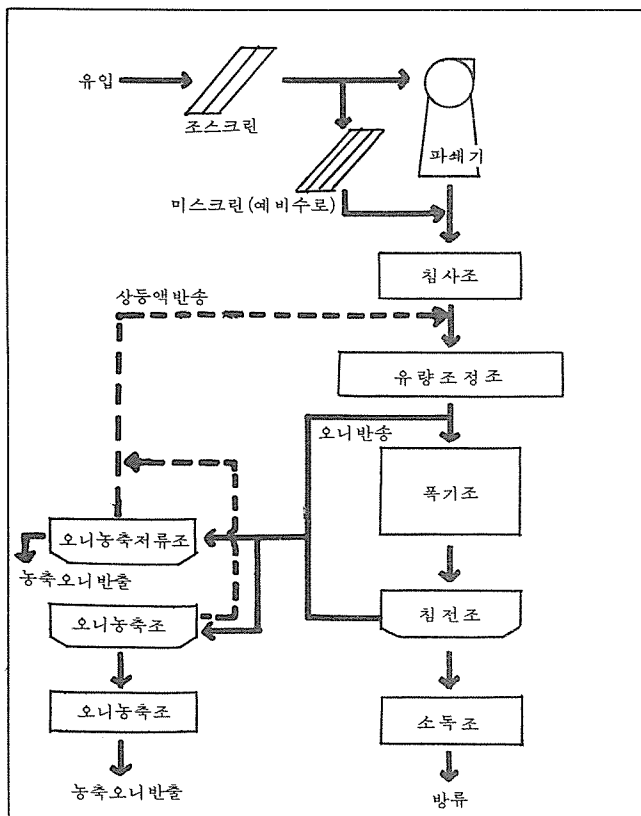 유입
조스크린
파쇄기
미스크린(예비수로)
침사조
상등액반송
유량조정조
오니반송
폭기조
오니농축저류조
농축오니반출
오니농축조
침전조
오니농축조
소독조
농축오니반출
방류